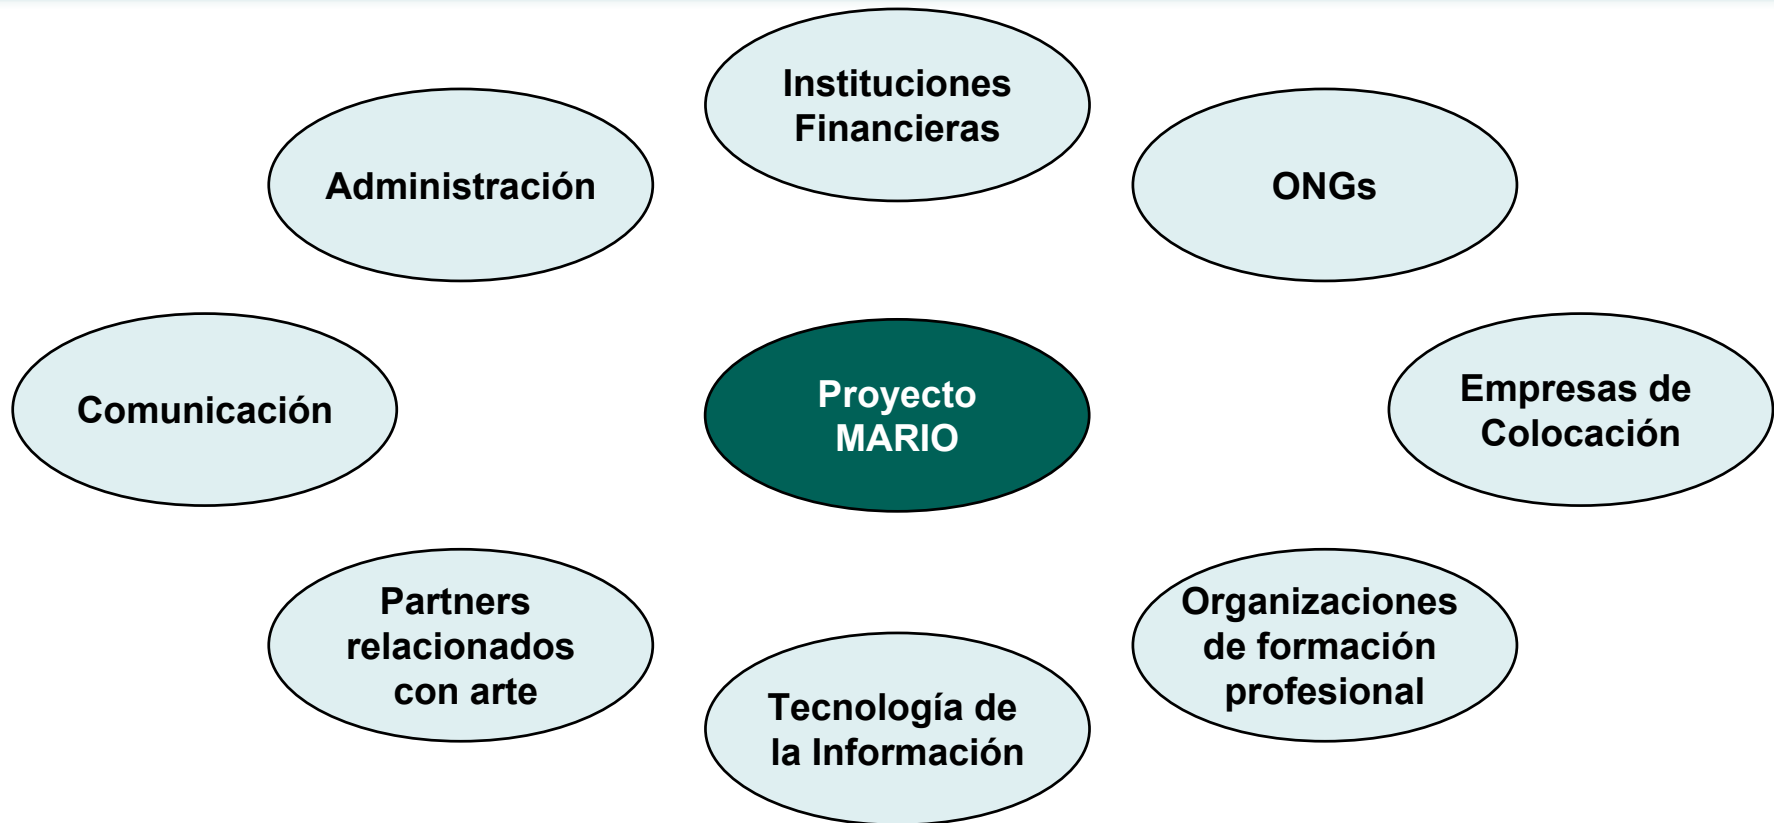 Instituciones
Financieras
Administración
ONGs
Comunicación
Proyecto
MARIO
Empresas de
Colocación
Partners
relacionados
con arte
Organizaciones
de formación
profesional
Tecnología de
la Información